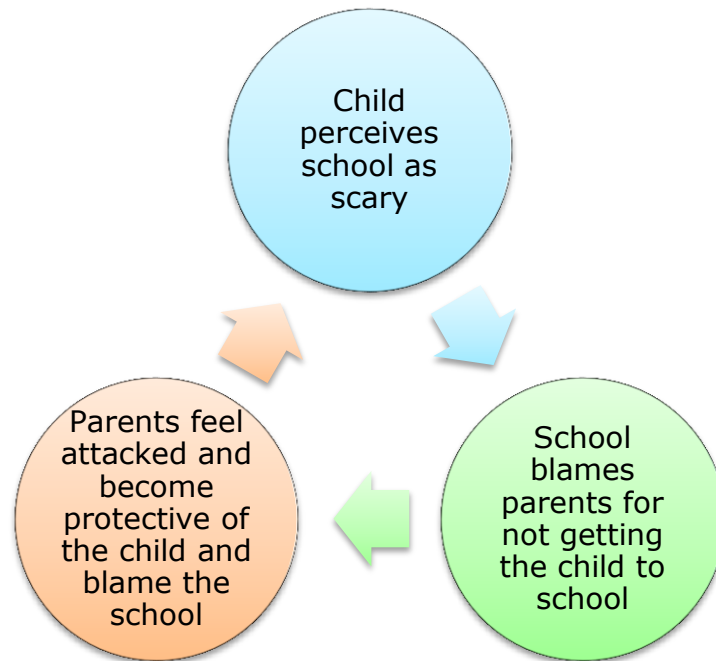 Child
perceives
school as
scary
School
blames
parents for
not getting
the child to
school
Parents feel
attacked and
become
protective of
the child and
blame the
school